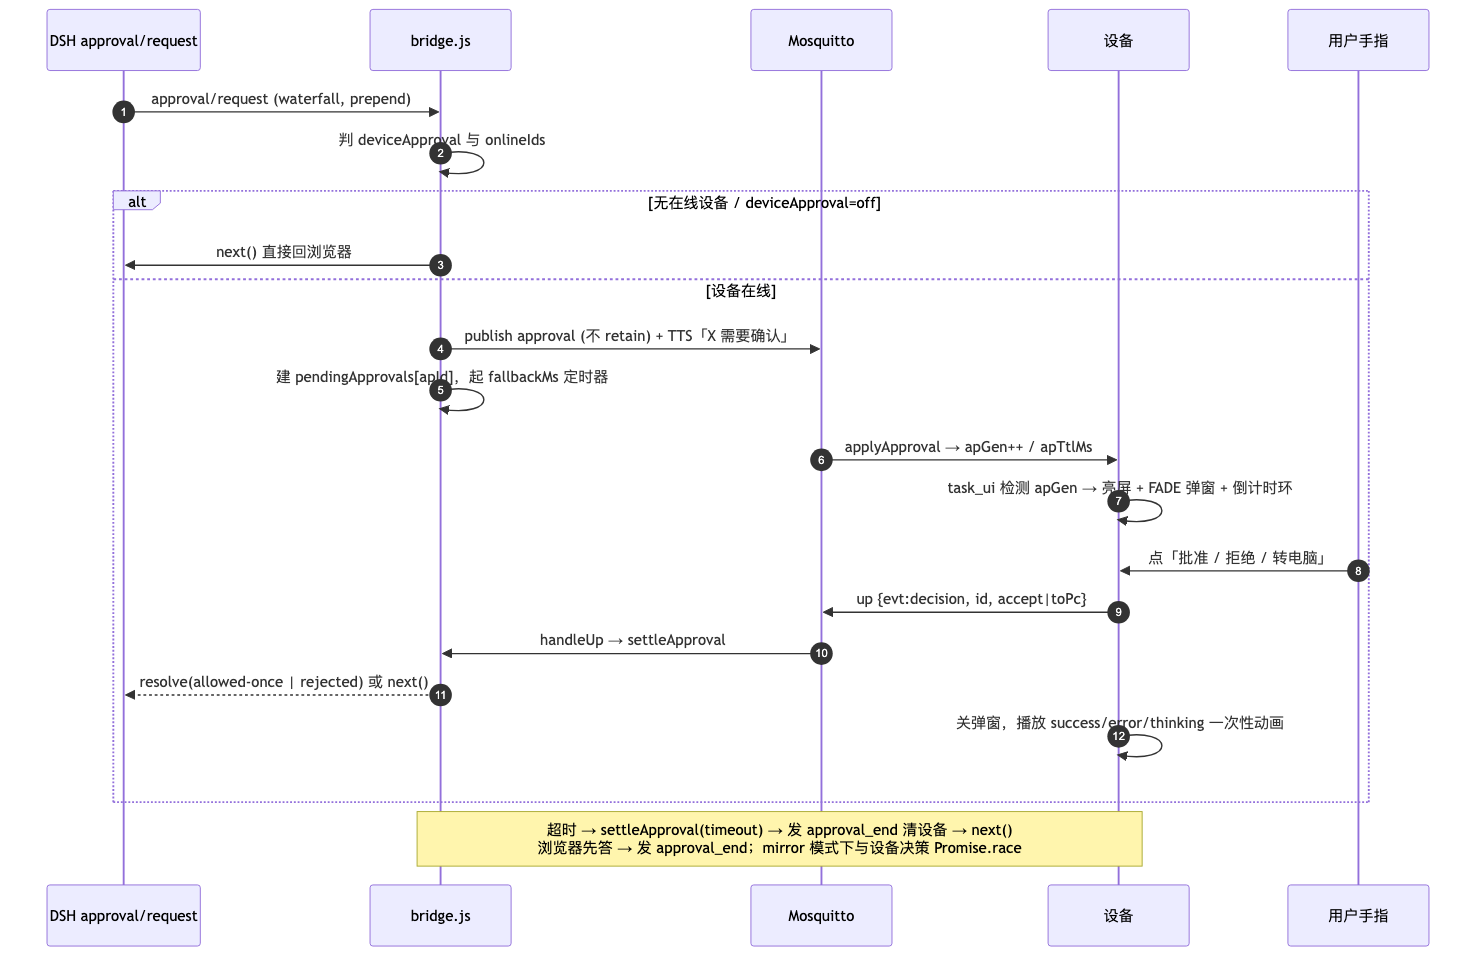 DSH approval/request
bridge.js
Mosquitto
设备
用户手指
1
approval/request (waterfall, prepend)
判 deviceApproval 与 onlineIds
2
alt
[无在线设备 / deviceApproval=off]
next() 直接回浏览器
3
[设备在线]
4
publish approval (不 retain) + TTS「X 需要确认」
建 pendingApprovals[apId]，起 fallbackMs 定时器
5
6
applyApproval → apGen++ / apTtlMs
task_ui 检测 apGen → 亮屏 + FADE 弹窗 + 倒计时环
7
点「批准 / 拒绝 / 转电脑」
8
up {evt:decision, id, accept|toPc}
9
handleUp → settleApproval
10
resolve(allowed-once | rejected) 或 next()
11
关弹窗，播放 success/error/thinking 一次性动画
12
超时 → settleApproval(timeout) → 发 approval_end 清设备 → next()
浏览器先答 → 发 approval_end；mirror 模式下与设备决策 Promise.race
DSH approval/request
bridge.js
Mosquitto
设备
用户手指